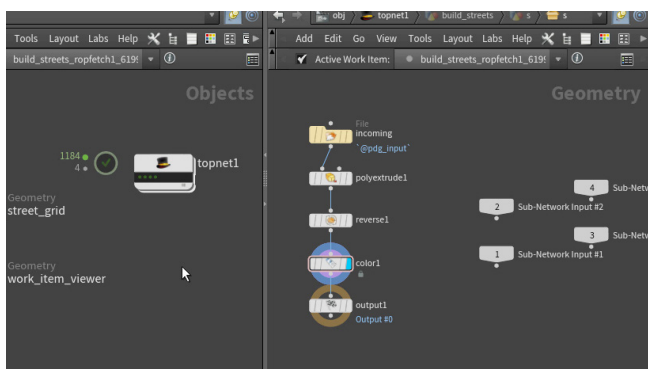 Tools Layout Labs Help
build_streets_ropfetch1_619
Objects
1184
4
topnet1
Geometry
street_grid
Geometry
work_item_viewer
obj topnet1 build_streets s s
Add Edit Go View Tools Layout Labs Help
Active Work Item: build_streets_ropfetch1_619
Geometry
File
incoming
`@pdg_input`
polyextrude1
reverse1
color1
output1
Output #0
4 Sub-Netw
2 Sub-Network Input #2
3 Sub-Netw
1 Sub-Network Input #1